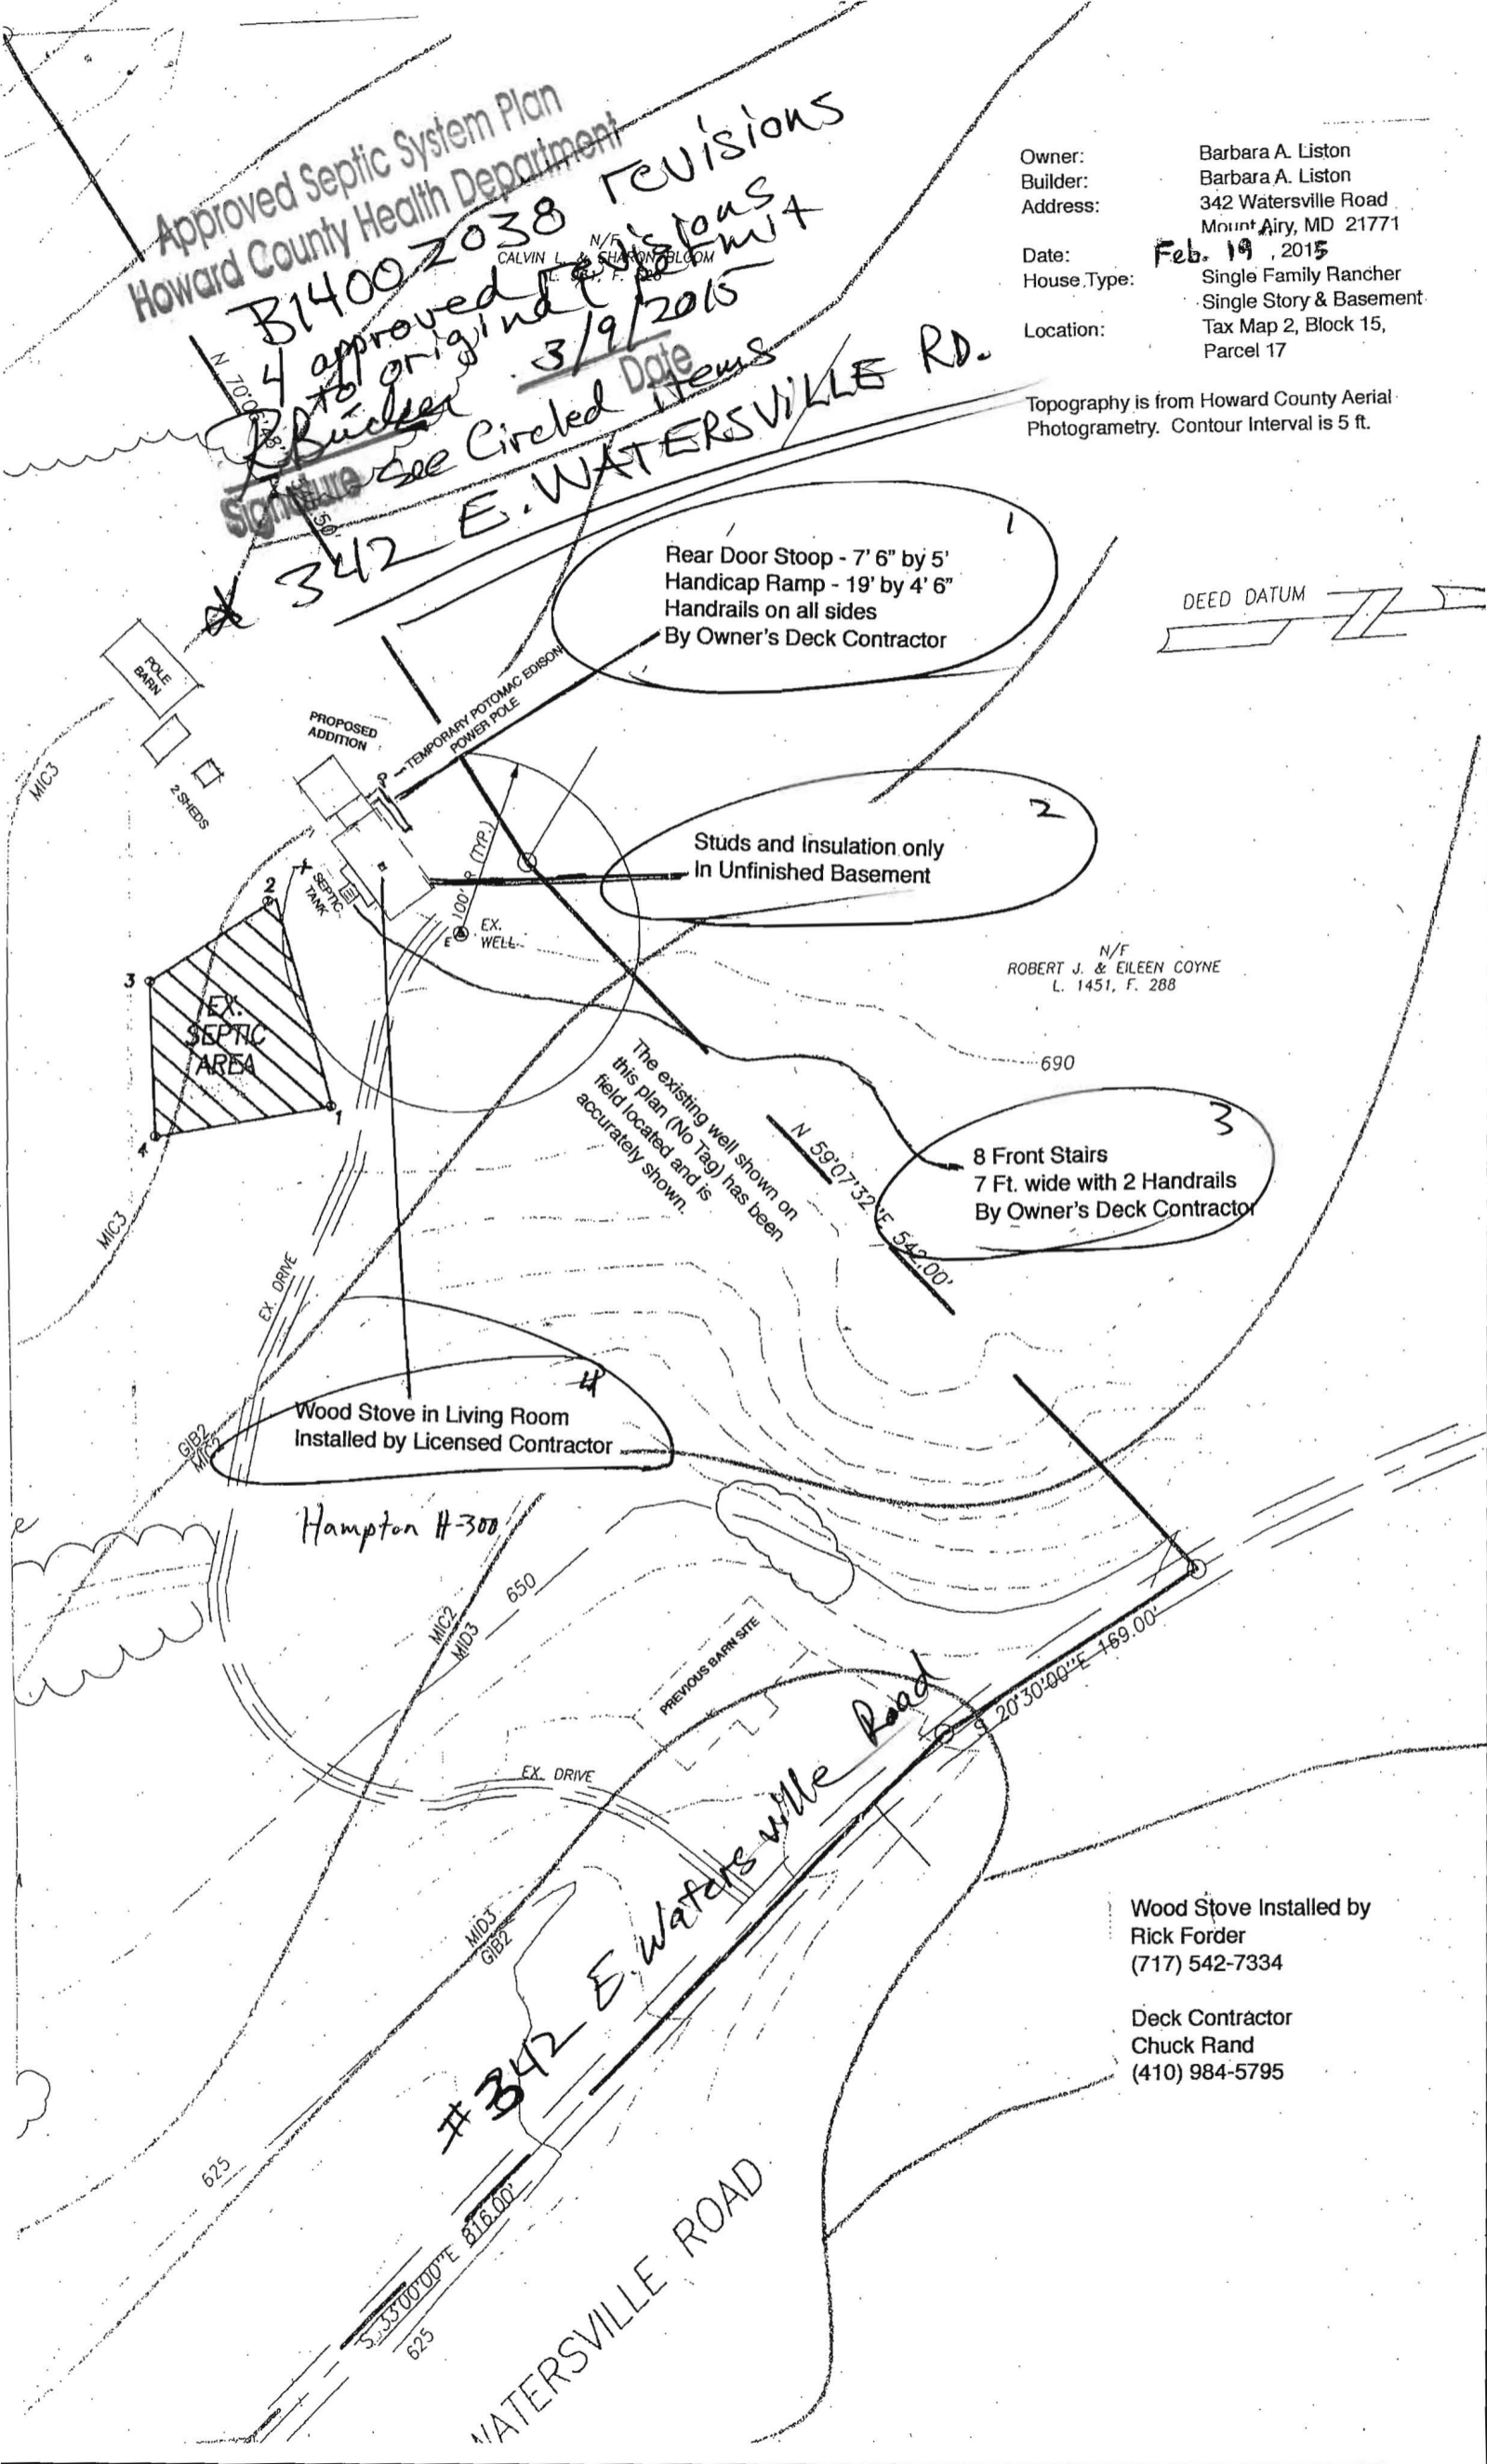 Approved Septic System Plan
Howard County Health Department
B14002038 revisions
4 approved revisions
to original permit
3/9/2015
Date
Signature
See Circled items
342 E. WATERSVILLE RD.
N/F
CALVIN L. & SHARON BLOOM
Owner: Barbara A. Liston
Builder: Barbara A. Liston
Address: 342 Watersville Road
Mount Airy, MD 21771
Date: Feb. 19, 2015
House Type: Single Family Rancher
Single Story & Basement
Location: Tax Map 2, Block 15,
Parcel 17
Topography is from Howard County Aerial
Photogrametry. Contour Interval is 5 ft.
DEED DATUM
1
Rear Door Stoop - 7' 6" by 5'
Handicap Ramp - 19' by 4' 6"
Handrails on all sides
By Owner's Deck Contractor
POLE
BARN
2 SHEDS
MIC3
PROPOSED
ADDITION
TEMPORARY POTOMAC EDISON
POWER POLE
P
2
Studs and Insulation only
In Unfinished Basement
100' R (TYP.)
E
EX.
WELL
SEPTIC
TANK
2
3
1
EX.
SEPTIC
AREA
N/F
ROBERT J. & EILEEN COYNE
L. 1451, F. 288
690
The existing well shown on
this plan (No Tag) has been
field located and is
accurately shown.
N 59°07'32"E 542.00'
3
8 Front Stairs
7 Ft. wide with 2 Handrails
By Owner's Deck Contractor
MIC3
EX. DRIVE
4
Wood Stove in Living Room
Installed by Licensed Contractor
GIB2
MIC2
Hampton H-300
650
MIC2
MID3
PREVIOUS BARN SITE
S 20°30'00"E 169.00'
EX. DRIVE
MID3
GIB2
#342 E. Watersville Road
Wood Stove Installed by
Rick Forder
(717) 542-7334
Deck Contractor
Chuck Rand
(410) 984-5795
625
S 33°00'00"E 816.00'
625
WATERSVILLE ROAD